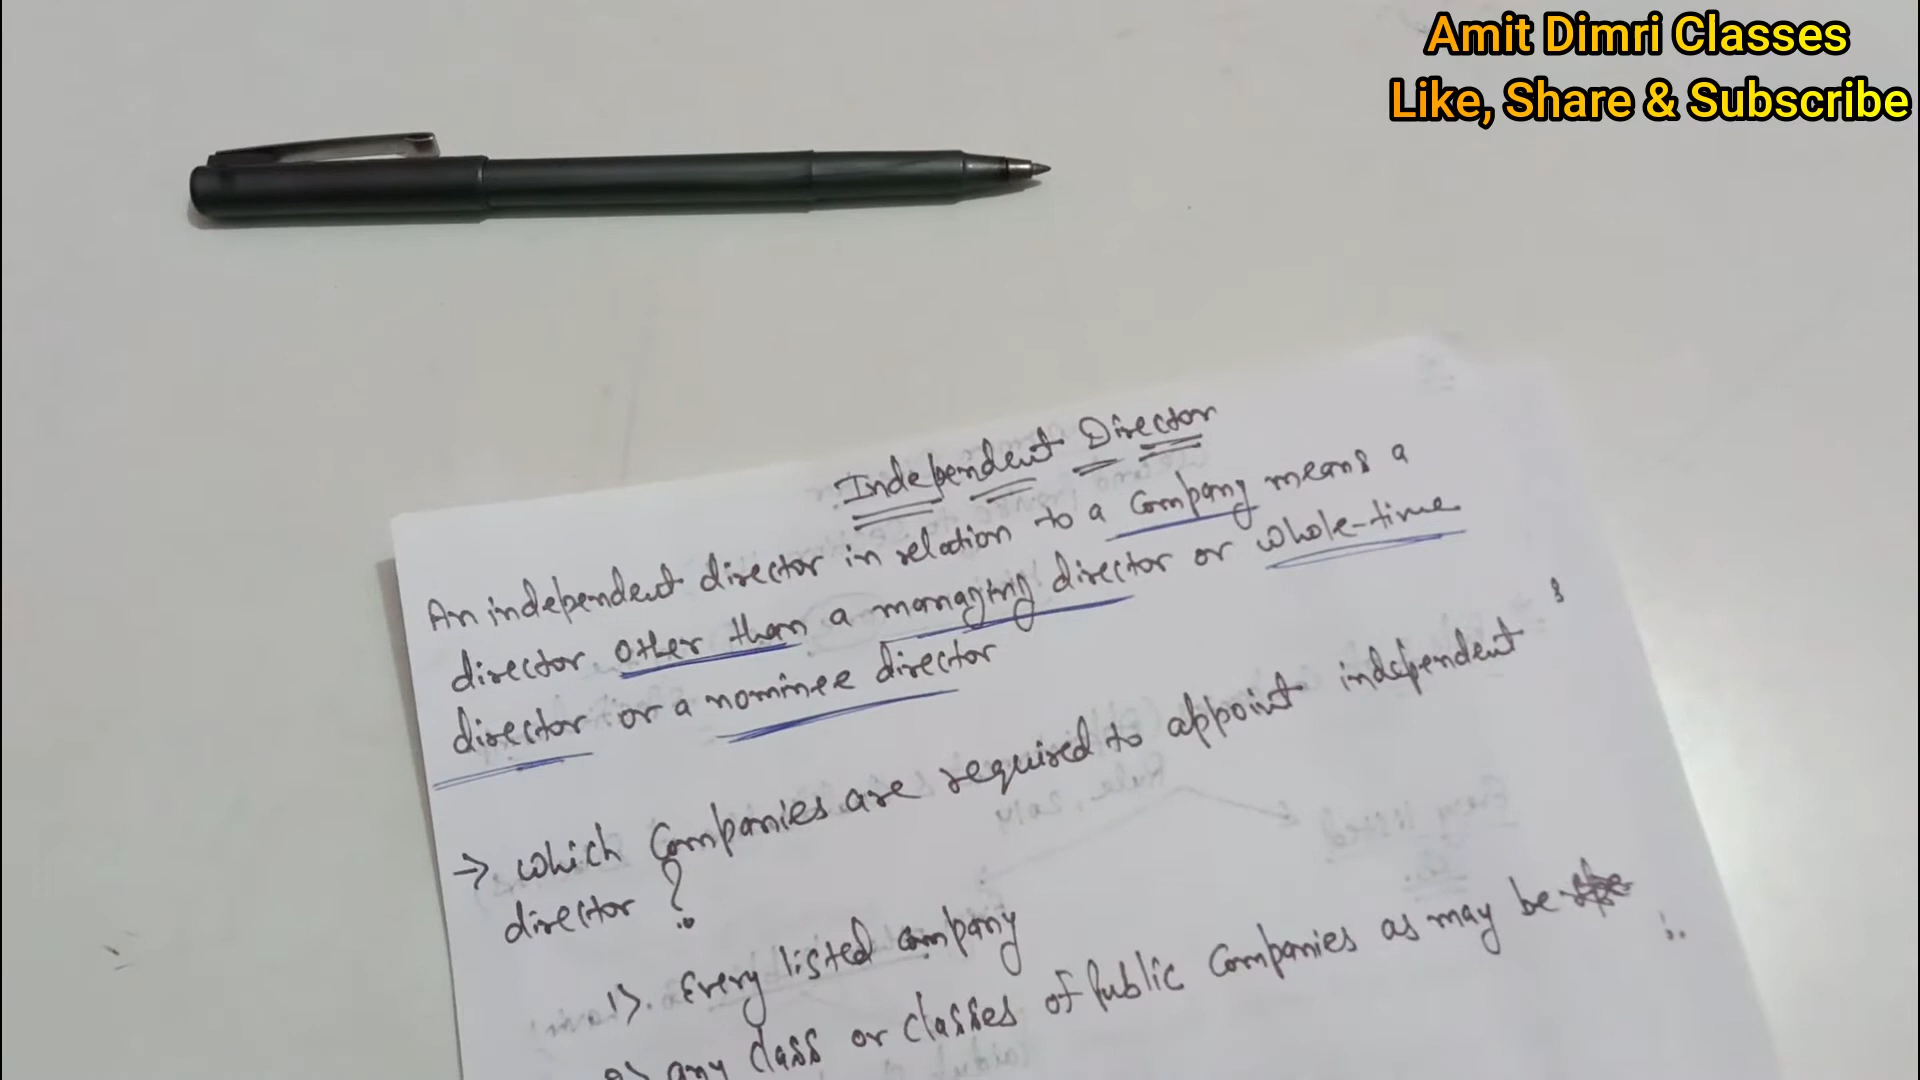 Amit Dimri Classes
Like, Share & Subscribe
Independent Director
An independent director in relation to a Company means a
director other than a managing director or whole-time
director or a nominee director
→ which Companies are required to appoint independent
director ?
1). Every listed company
2) any class or classes of Public Companies as may be